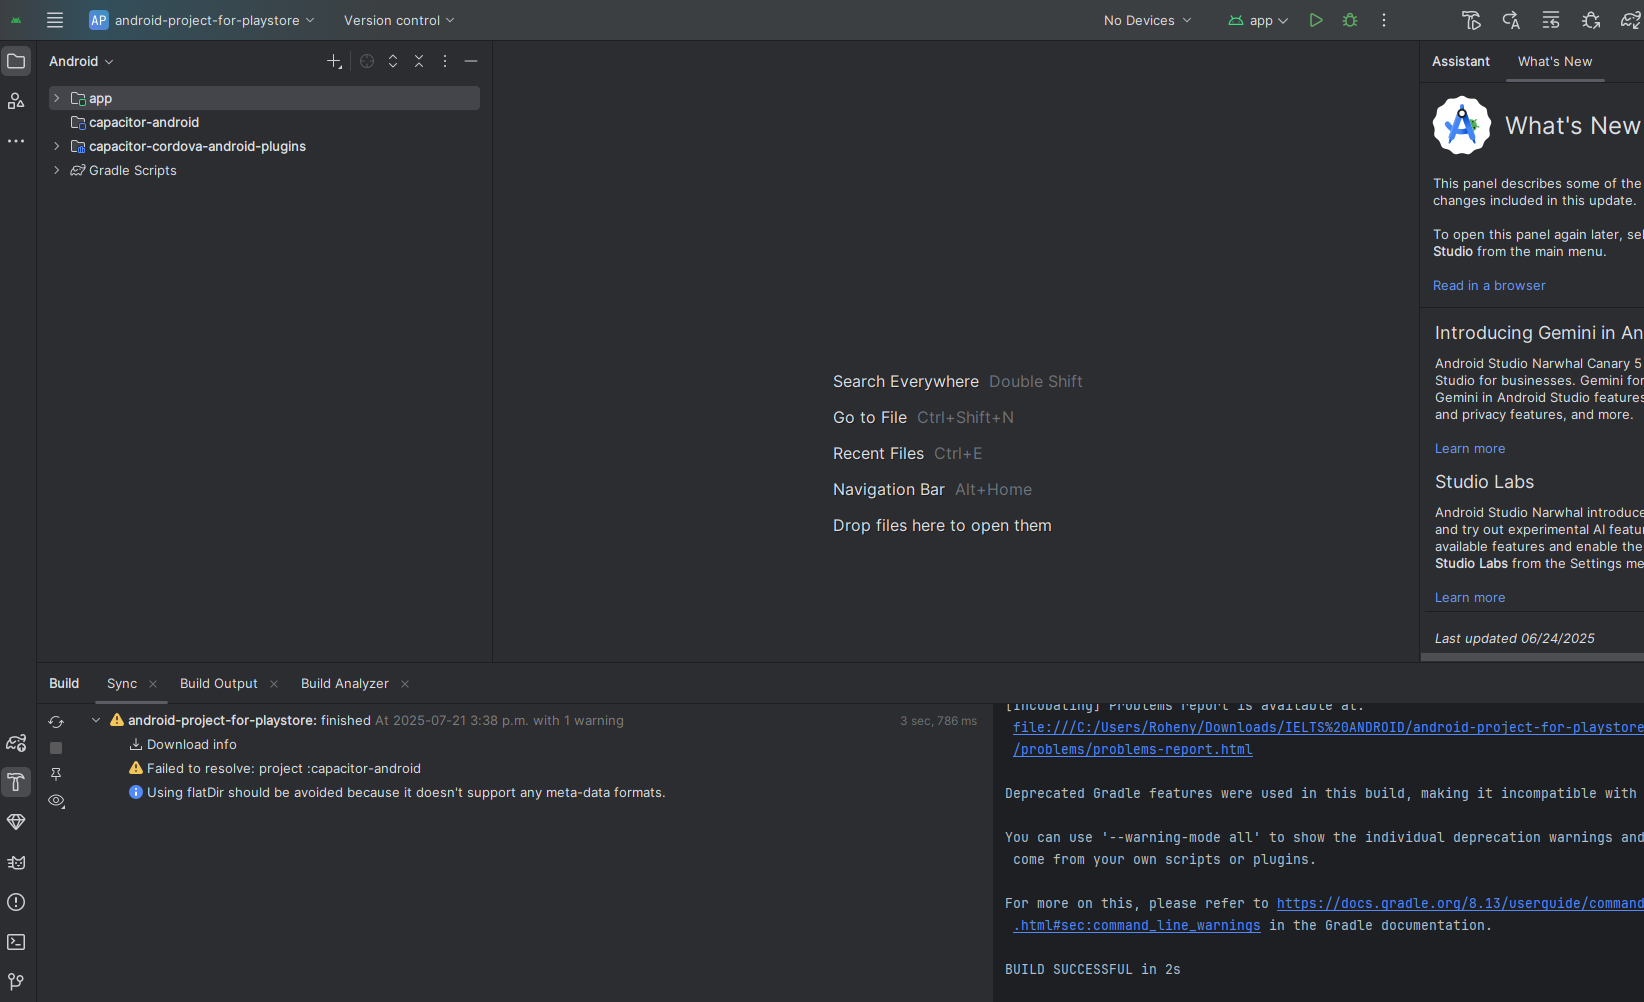 AP android-project-for-playstore
Version control
No Devices
app
Android
app
capacitor-android
capacitor-cordova-android-plugins
Gradle Scripts
Search Everywhere Double Shift
Go to File Ctrl+Shift+N
Recent Files Ctrl+E
Navigation Bar Alt+Home
Drop files here to open them
Assistant
What's New
What's New
This panel describes some of the
changes included in this update.
To open this panel again later, sel
Studio from the main menu.
Read in a browser
Introducing Gemini in An
Android Studio Narwhal Canary 5
Studio for businesses. Gemini for
Gemini in Android Studio features
and privacy features, and more.
Learn more
Studio Labs
Android Studio Narwhal introduce
and try out experimental AI featur
available features and enable the
Studio Labs from the Settings me
Learn more
Last updated 06/24/2025
Build
Sync
Build Output
Build Analyzer
android-project-for-playstore: finished At 2025-07-21 3:38 p.m. with 1 warning
3 sec, 786 ms
Download info
Failed to resolve: project :capacitor-android
Using flatDir should be avoided because it doesn't support any meta-data formats.
[Incubating] Problems report is available at:
file:///C:/Users/Roheny/Downloads/IELTS%20ANDROID/android-project-for-playstore
/problems/problems-report.html
Deprecated Gradle features were used in this build, making it incompatible with
You can use '--warning-mode all' to show the individual deprecation warnings and
come from your own scripts or plugins.
For more on this, please refer to https://docs.gradle.org/8.13/userguide/command
.html#sec:command_line_warnings in the Gradle documentation.
BUILD SUCCESSFUL in 2s